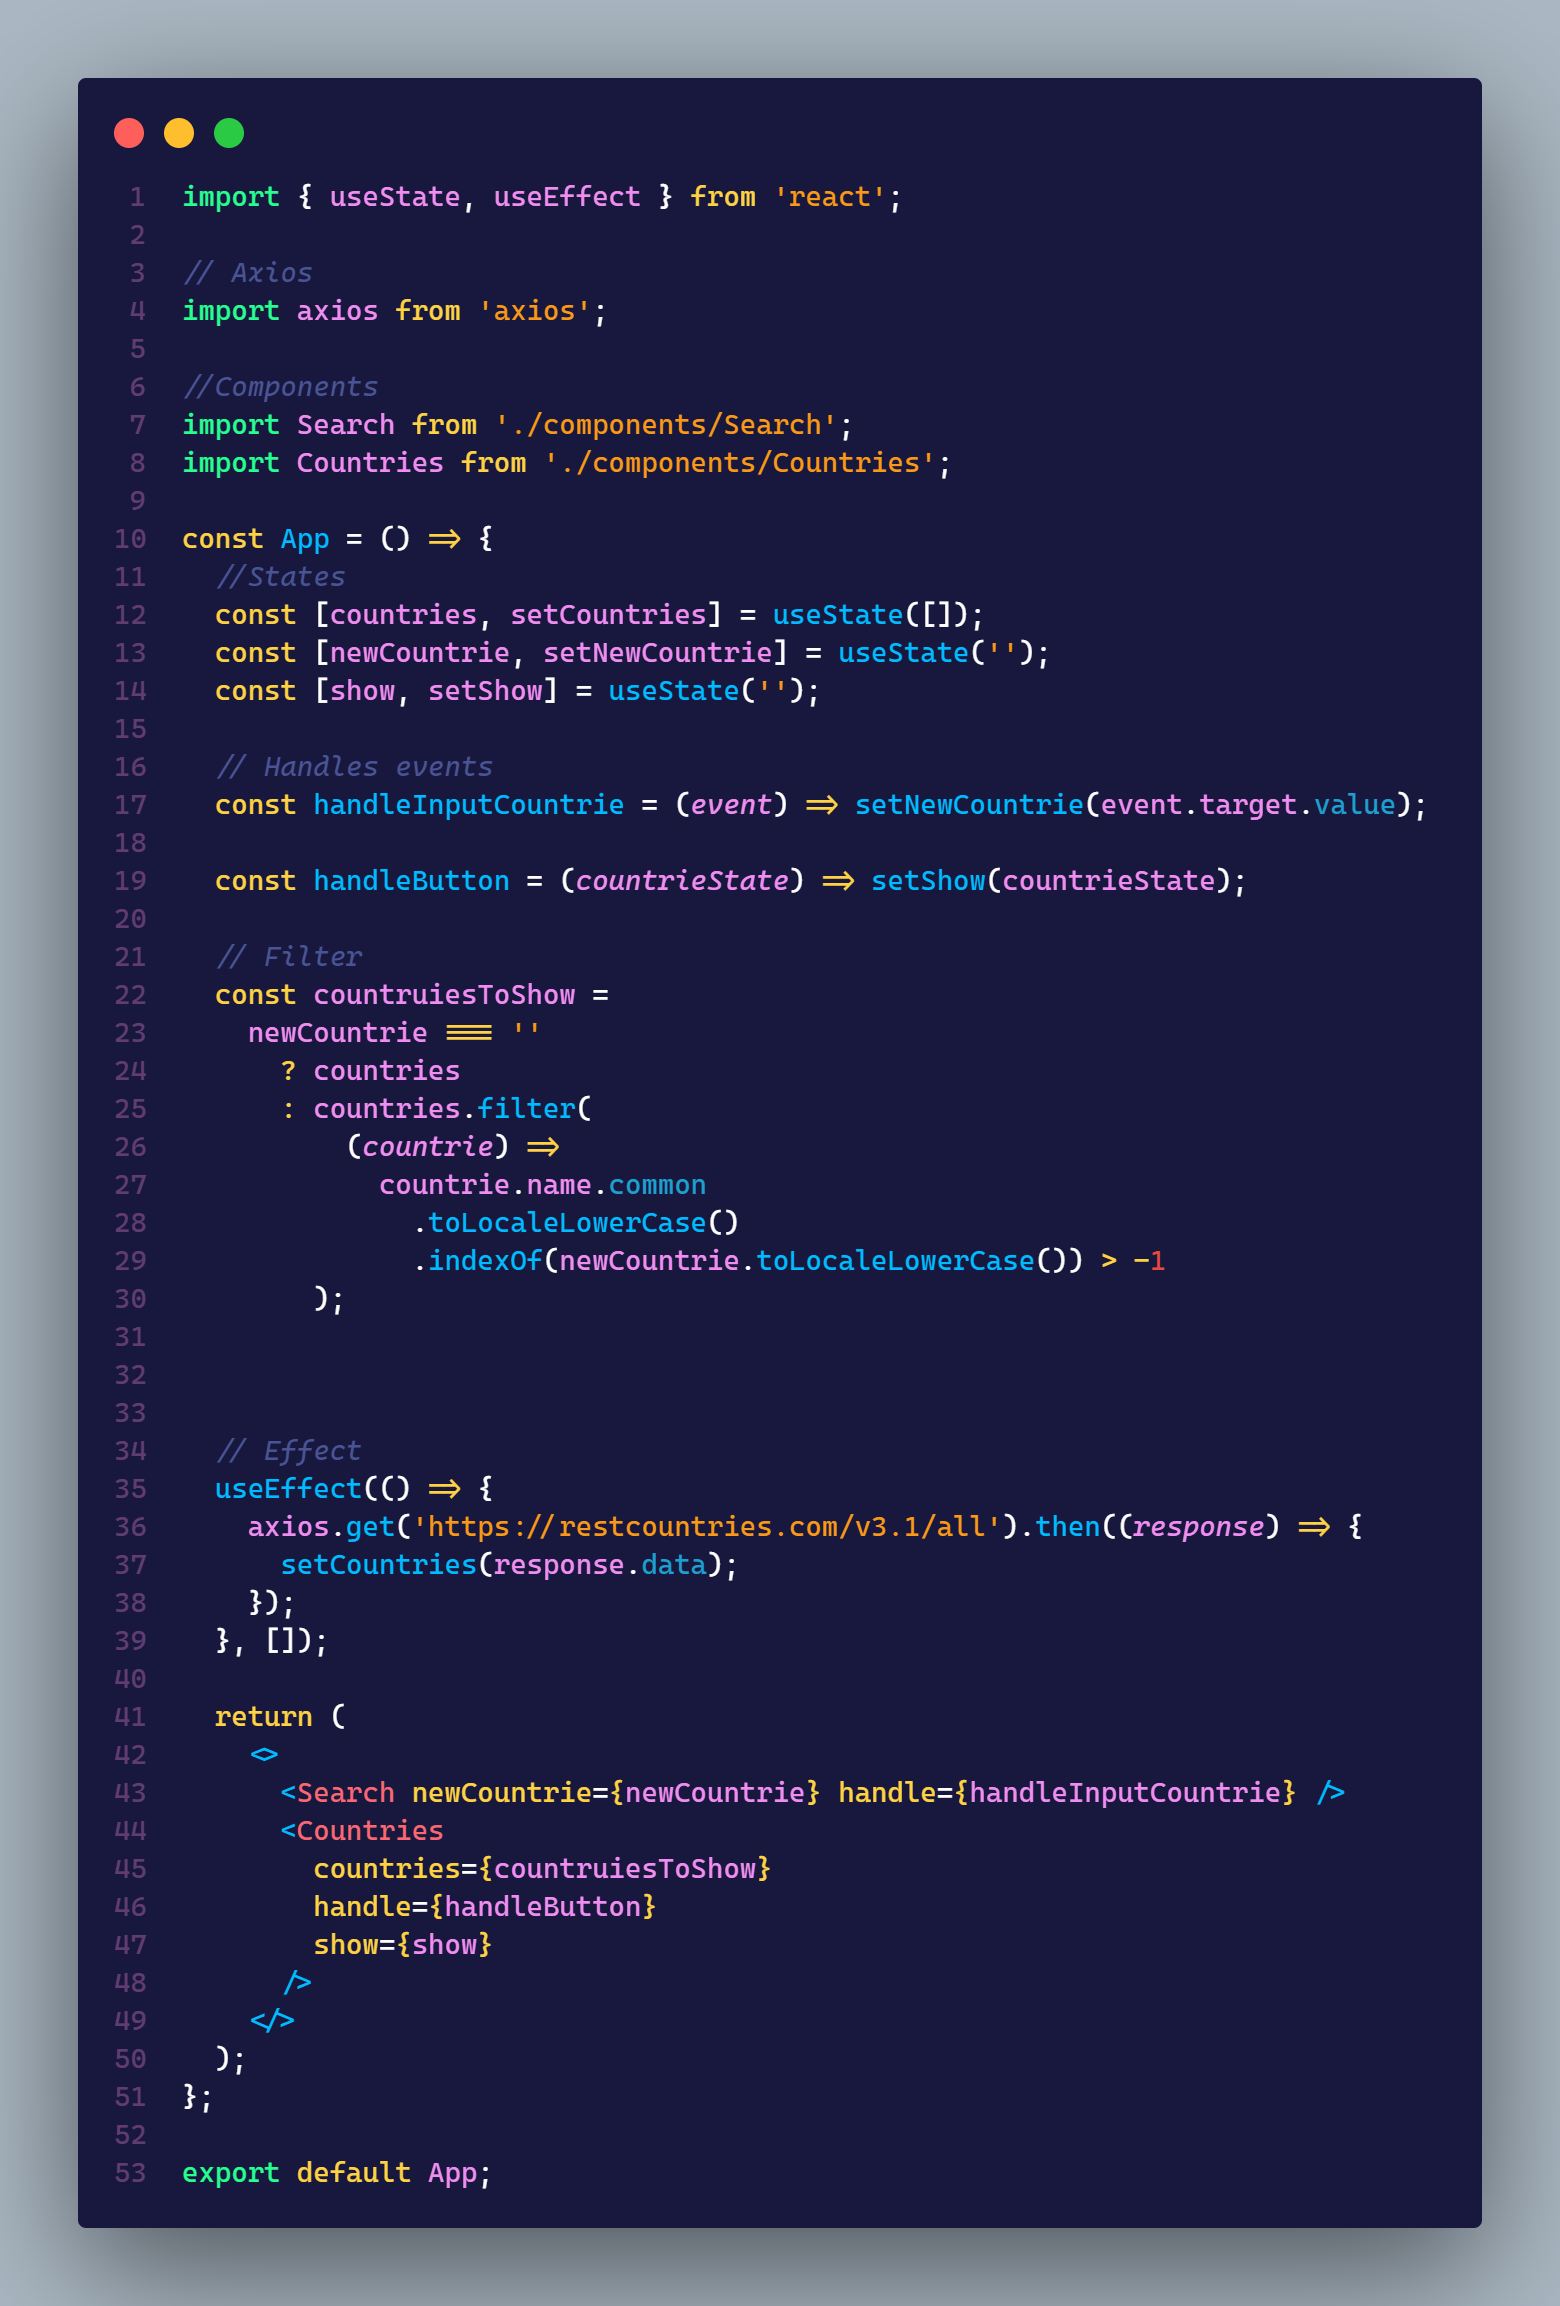 1 import { useState, useEffect } from 'react';
2
3 // Axios
4 import axios from 'axios';
5
6 //Components
7 import Search from './components/Search';
8 import Countries from './components/Countries';
9
10 const App = () => {
11   //States
12   const [countries, setCountries] = useState([]);
13   const [newCountrie, setNewCountrie] = useState('');
14   const [show, setShow] = useState('');
15
16   // Handles events
17   const handleInputCountrie = (event) => setNewCountrie(event.target.value);
18
19   const handleButton = (countrieState) => setShow(countrieState);
20
21   // Filter
22   const countruiesToShow =
23     newCountrie === ''
24       ? countries
25       : countries.filter(
26           (countrie) =>
27             countrie.name.common
28               .toLocaleLowerCase()
29               .indexOf(newCountrie.toLocaleLowerCase()) > -1
30         );
31
32
33
34   // Effect
35   useEffect(() => {
36     axios.get('https://restcountries.com/v3.1/all').then((response) => {
37       setCountries(response.data);
38     });
39   }, []);
40
41   return (
42     <>
43       <Search newCountrie={newCountrie} handle={handleInputCountrie} />
44       <Countries
45         countries={countruiesToShow}
46         handle={handleButton}
47         show={show}
48       />
49     </>
50   );
51 };
52
53 export default App;